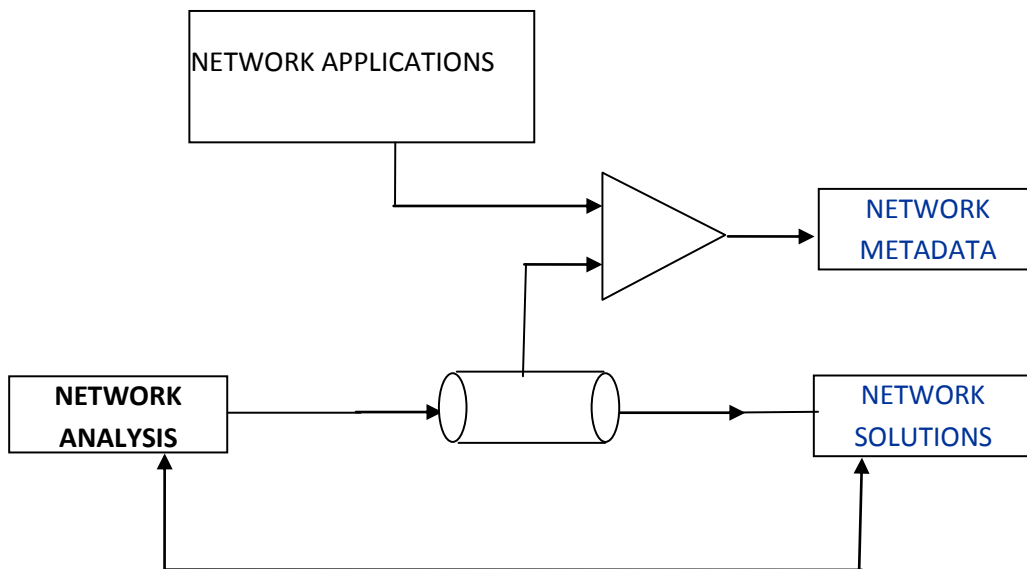 NETWORK APPLICATIONS
NETWORK
METADATA
NETWORK
ANALYSIS
NETWORK
SOLUTIONS